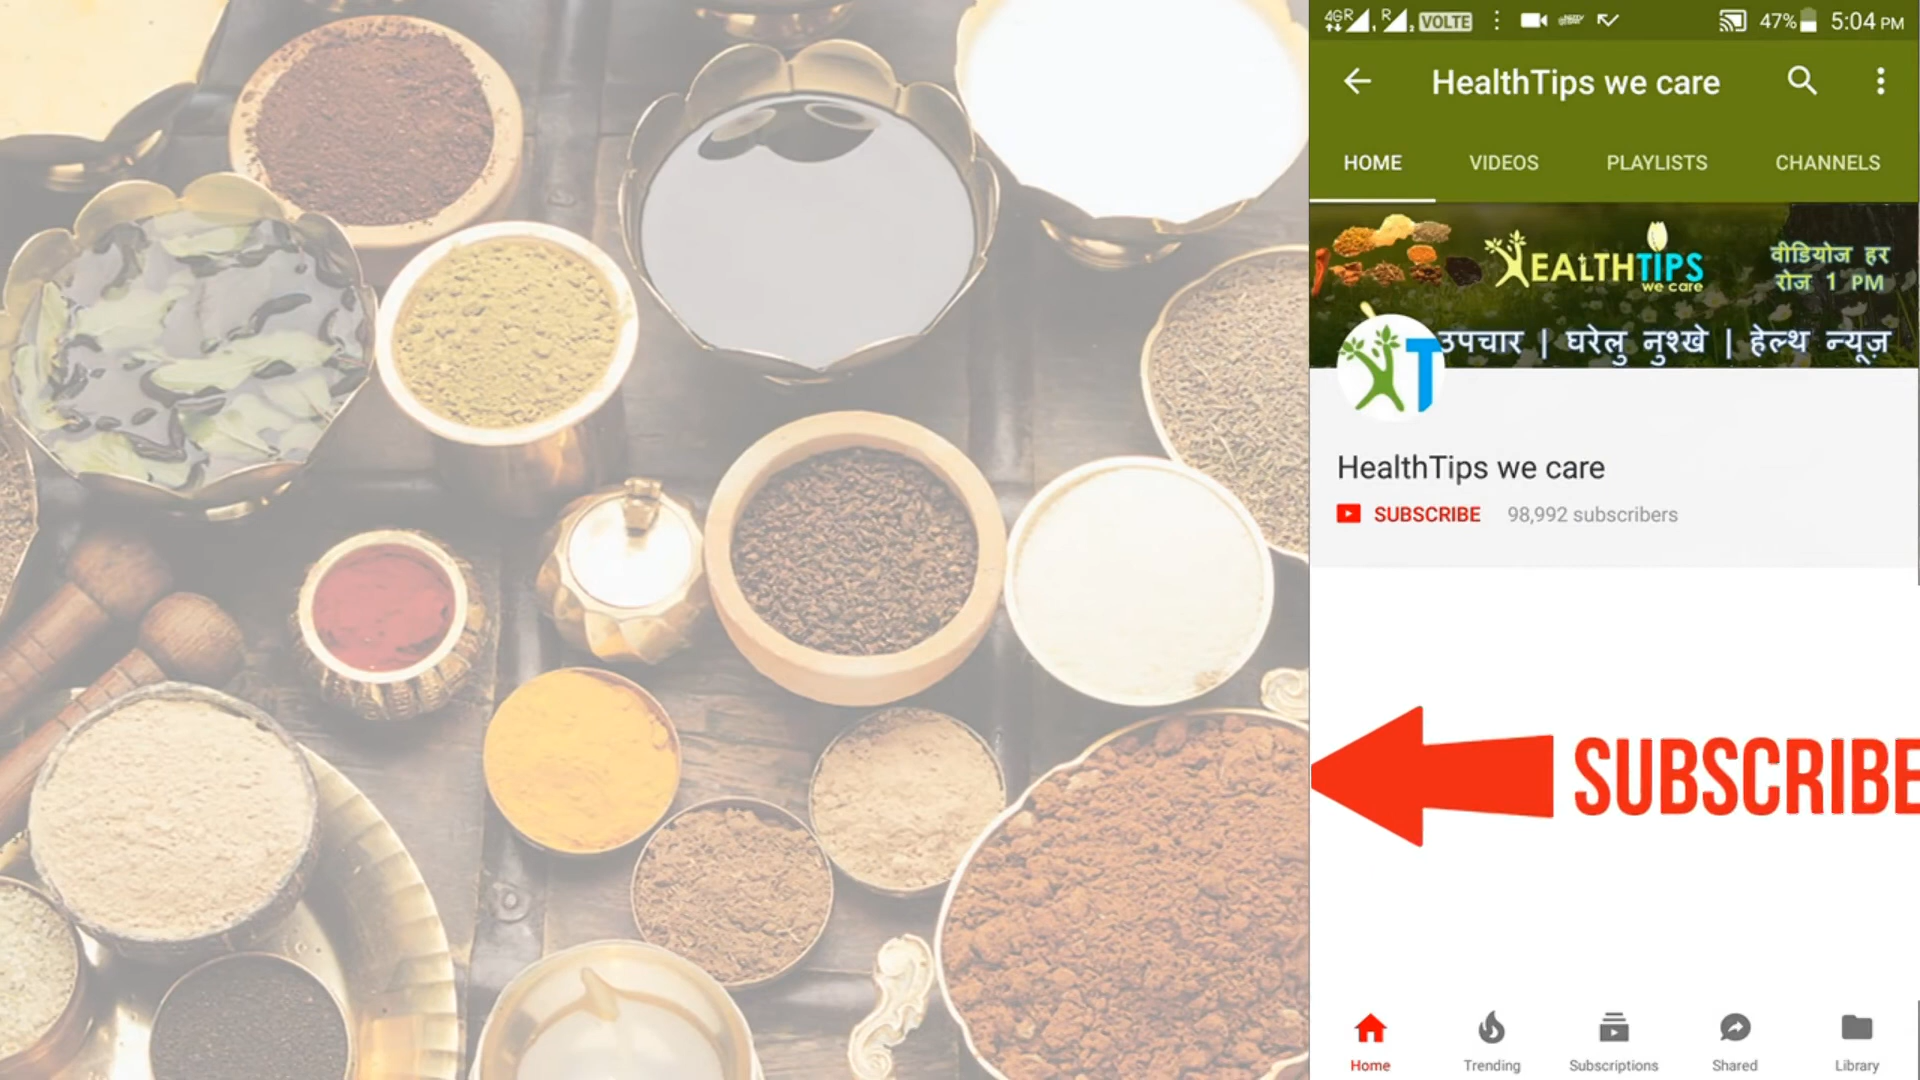 4G R R VOLTE 47% 5:04 PM
HealthTips we care
HOME VIDEOS PLAYLISTS CHANNELS
HEALTHTIPS
we care
वीडियोज हर
रोज 1 PM
उपचार | घरेलु नुश्खे | हेल्थ न्यूज़
T
HealthTips we care
SUBSCRIBE 98,992 subscribers
SUBSCRIBE
Home Trending Subscriptions Shared Library